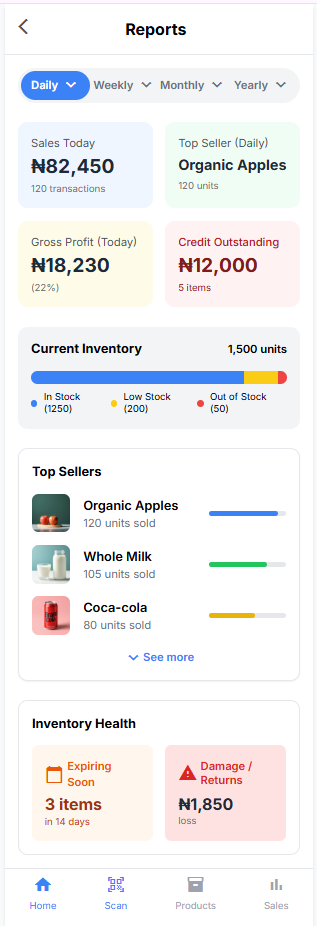 Reports
Daily Weekly Monthly Yearly
Sales Today
₦82,450
120 transactions
Top Seller (Daily)
Organic Apples
120 units
Gross Profit (Today)
₦18,230
(22%)
Credit Outstanding
₦12,000
5 items
Current Inventory 1,500 units
In Stock
(1250)
Low Stock
(200)
Out of Stock
(50)
Top Sellers
Organic Apples
120 units sold
Whole Milk
105 units sold
Coca-cola
80 units sold
See more
Inventory Health
Expiring
Soon
3 items
in 14 days
Damage /
Returns
₦1,850
loss
Home Scan Products Sales